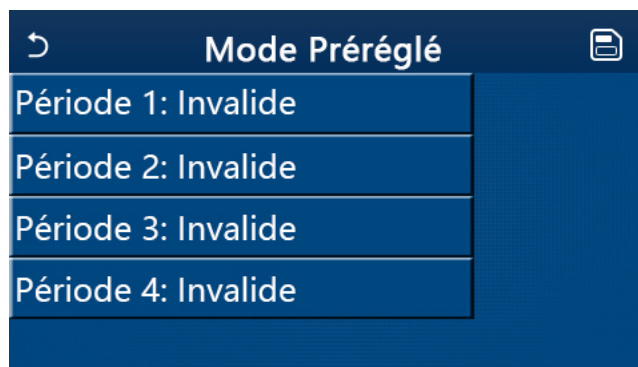 Mode Préréglé
Période 1: Invalide
Période 2: Invalide
Période 3: Invalide
Période 4: Invalide